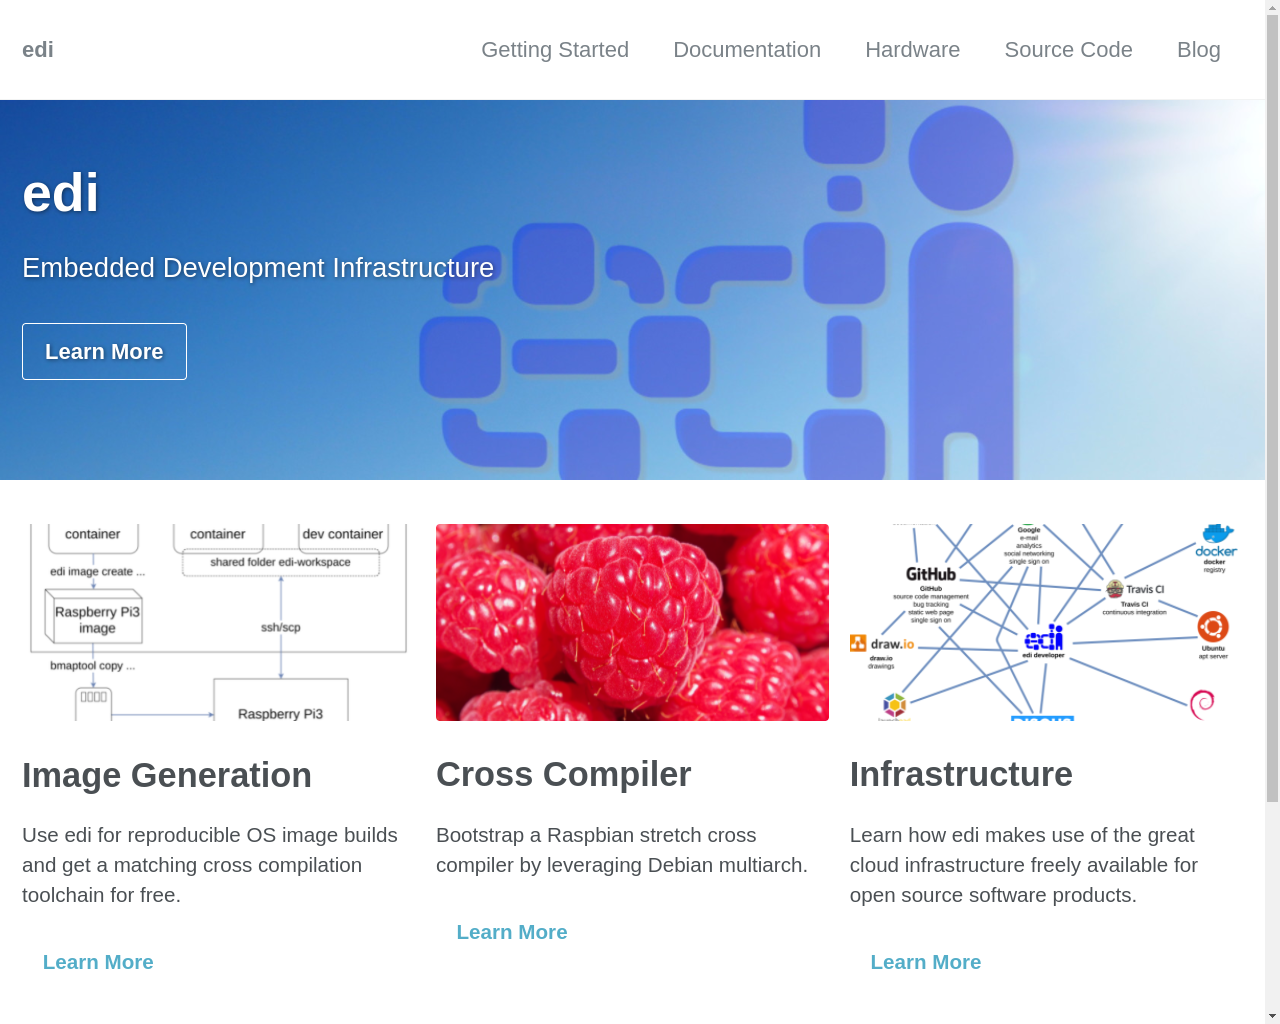 edi
Getting Started
Documentation
Hardware
Source Code
Blog
edi
Embedded Development Infrastructure
Learn More
edi
container
container
dev container
shared folder edi-workspace
edi image create ...
Raspberry Pi3
image
ssh/scp
bmaptool copy ...
Raspberry Pi3
Google
e-mail
analytics
social networking
single sign on
docker
docker
registry
GitHub
GitHub
source code management
bug tracking
static web page
single sign on
Travis CI
Travis CI
continuous integration
draw.io
draw.io
drawings
edi
edi developer
Ubuntu
apt server
Image Generation
Use edi for reproducible OS image builds
and get a matching cross compilation
toolchain for free.
Learn More
Cross Compiler
Bootstrap a Raspbian stretch cross
compiler by leveraging Debian multiarch.
Learn More
Infrastructure
Learn how edi makes use of the great
cloud infrastructure freely available for
open source software products.
Learn More